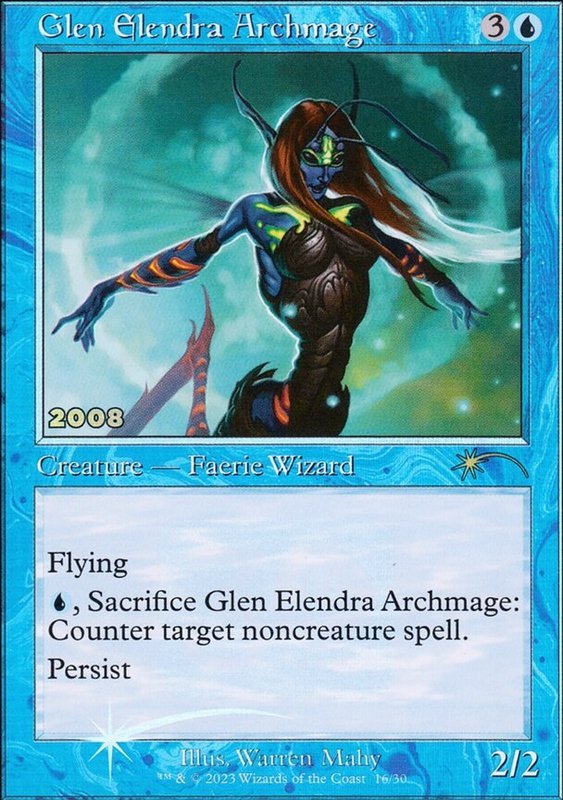 Glen Elendra Archmage 3
2008
Creature — Faerie Wizard
Flying
, Sacrifice Glen Elendra Archmage:
Counter target noncreature spell.
Persist
Illus. Warren Mahy
2/2
™ & © 2023 Wizards of the Coast 16/30